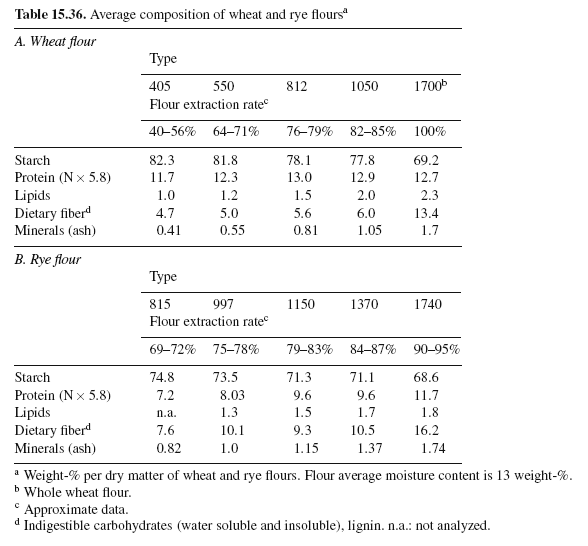 Table 15.36. Average composition of wheat and rye floursᵃ
A. Wheat flour
Type
405 550 812 1050 1700ᵇ
Flour extraction rateᶜ
40–56% 64–71% 76–79% 82–85% 100%
Starch 82.3 81.8 78.1 77.8 69.2
Protein (N × 5.8) 11.7 12.3 13.0 12.9 12.7
Lipids 1.0 1.2 1.5 2.0 2.3
Dietary fiberᵈ 4.7 5.0 5.6 6.0 13.4
Minerals (ash) 0.41 0.55 0.81 1.05 1.7
B. Rye flour
Type
815 997 1150 1370 1740
Flour extraction rateᶜ
69–72% 75–78% 79–83% 84–87% 90–95%
Starch 74.8 73.5 71.3 71.1 68.6
Protein (N × 5.8) 7.2 8.03 9.6 9.6 11.7
Lipids n.a. 1.3 1.5 1.7 1.8
Dietary fiberᵈ 7.6 10.1 9.3 10.5 16.2
Minerals (ash) 0.82 1.0 1.15 1.37 1.74
ᵃ Weight-% per dry matter of wheat and rye flours. Flour average moisture content is 13 weight-%.
ᵇ Whole wheat flour.
ᶜ Approximate data.
ᵈ Indigestible carbohydrates (water soluble and insoluble), lignin. n.a.: not analyzed.